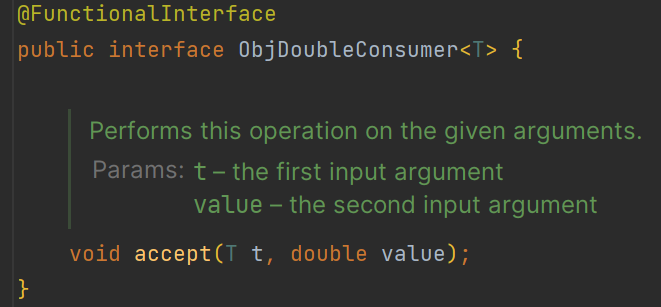 @FunctionalInterface
public interface ObjDoubleConsumer<T> {
Performs this operation on the given arguments.
Params: t – the first input argument
value – the second input argument
void accept(T t, double value);
}